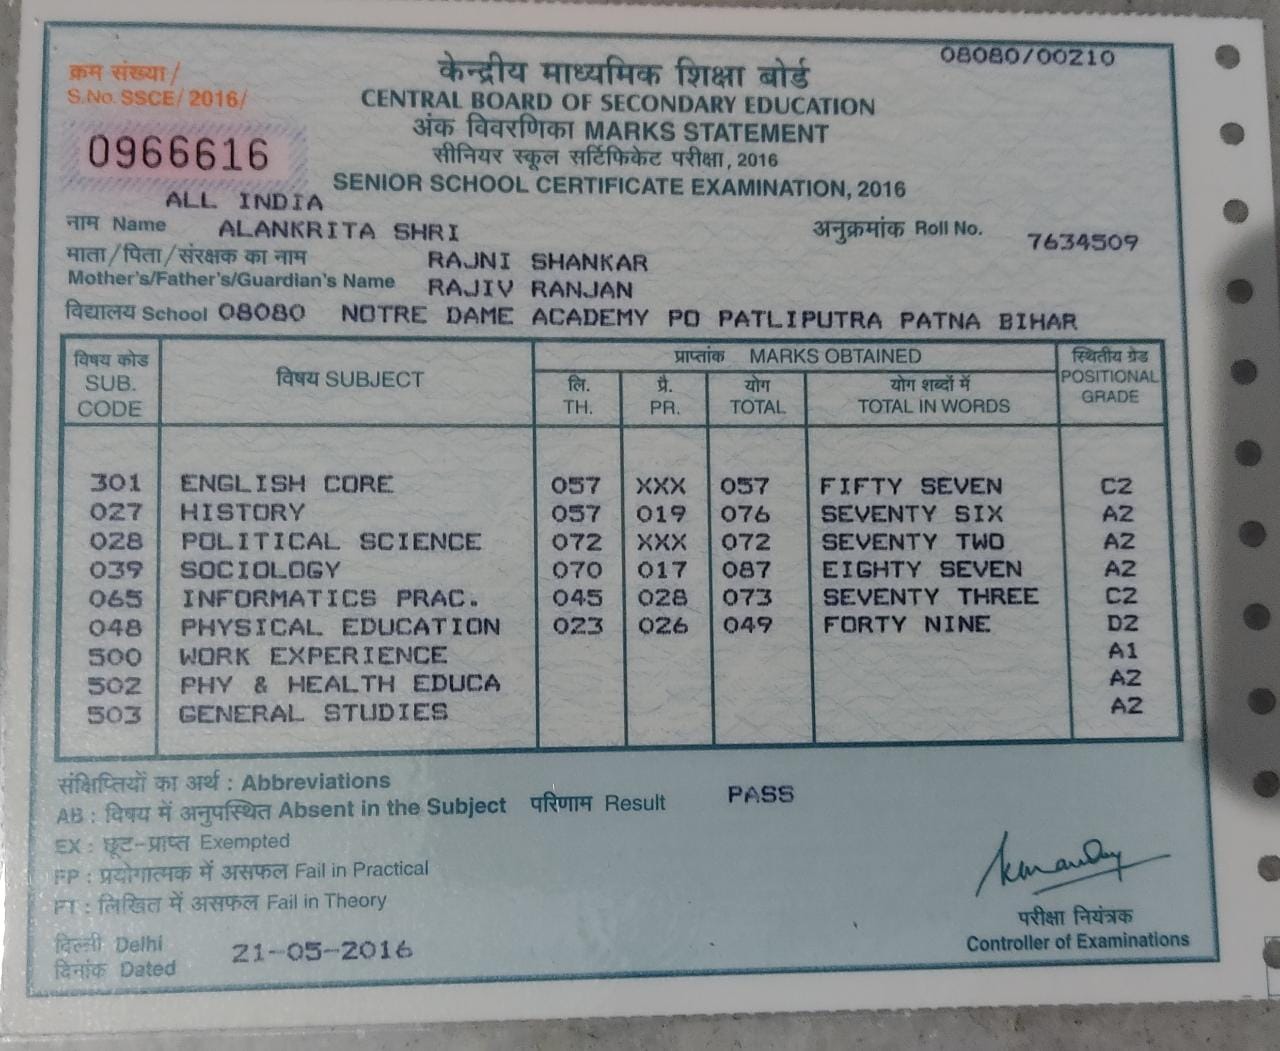 08080/00210
क्रम संख्या/
S.No. SSCE/ 2016/
0966616
केन्द्रीय माध्यमिक शिक्षा बोर्ड
CENTRAL BOARD OF SECONDARY EDUCATION
अंक विवरणिका MARKS STATEMENT
सीनियर स्कूल सर्टिफिकेट परीक्षा, 2016
SENIOR SCHOOL CERTIFICATE EXAMINATION, 2016
ALL INDIA
नाम Name ALANKRITA SHRI अनुक्रमांक Roll No. 7634509
माता/पिता/संरक्षक का नाम RAJNI SHANKAR
Mother's/Father's/Guardian's Name RAJIV RANJAN
विद्यालय School 08080 NOTRE DAME ACADEMY PO PATLIPUTRA PATNA BIHAR
विषय कोड SUB. CODE विषय SUBJECT प्राप्तांक MARKS OBTAINED स्थितीय ग्रेड POSITIONAL GRADE
लि. TH. प्रै. PR. योग TOTAL योग शब्दों में TOTAL IN WORDS
301 ENGLISH CORE 057 XXX 057 FIFTY SEVEN C2
027 HISTORY 057 019 076 SEVENTY SIX A2
028 POLITICAL SCIENCE 072 XXX 072 SEVENTY TWO A2
039 SOCIOLOGY 070 017 087 EIGHTY SEVEN A2
065 INFORMATICS PRAC. 045 028 073 SEVENTY THREE C2
048 PHYSICAL EDUCATION 023 026 049 FORTY NINE D2
500 WORK EXPERIENCE A1
502 PHY & HEALTH EDUCA A2
503 GENERAL STUDIES A2
संक्षिप्तियों का अर्थ : Abbreviations
AB : विषय में अनुपस्थित Absent in the Subject परिणाम Result PASS
EX : छूट-प्राप्त Exempted
FP : प्रयोगात्मक में असफल Fail in Practical
FT : लिखित में असफल Fail in Theory
दिल्ली Delhi
दिनांक Dated 21-05-2016
परीक्षा नियंत्रक
Controller of Examinations